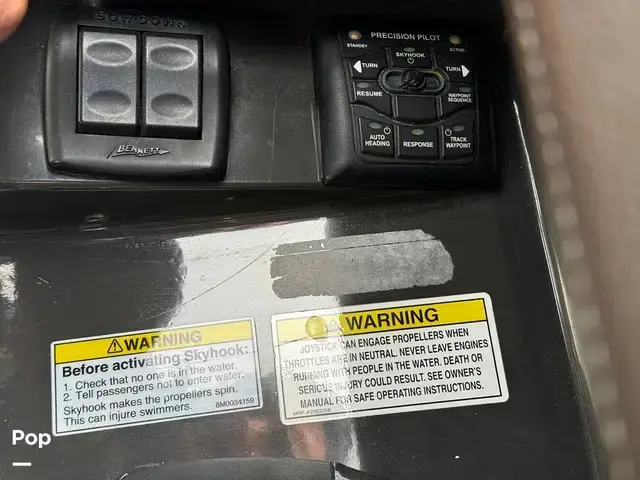 BOW DOWN
BENNETT
PRECISION PILOT
STANDBY
ACTIVE
SKYHOOK
TURN
TURN
RESUME
WAYPOINT
SEQUENCE
AUTO
HEADING
RESPONSE
TRACK
WAYPOINT
WARNING
Before activating Skyhook:
1. Check that no one is in the water.
2. Tell passengers not to enter water.
Skyhook makes the propellers spin.
This can injure swimmers.
8M0034159
WARNING
JOYSTICK CAN ENGAGE PROPELLERS WHEN
THROTTLES ARE IN NEUTRAL. NEVER LEAVE ENGINES
RUNNING WITH PEOPLE IN THE WATER. DEATH OR
SERIOUS INJURY COULD RESULT. SEE OWNER'S
MANUAL FOR SAFE OPERATING INSTRUCTIONS.
MRP #2063358
Pop